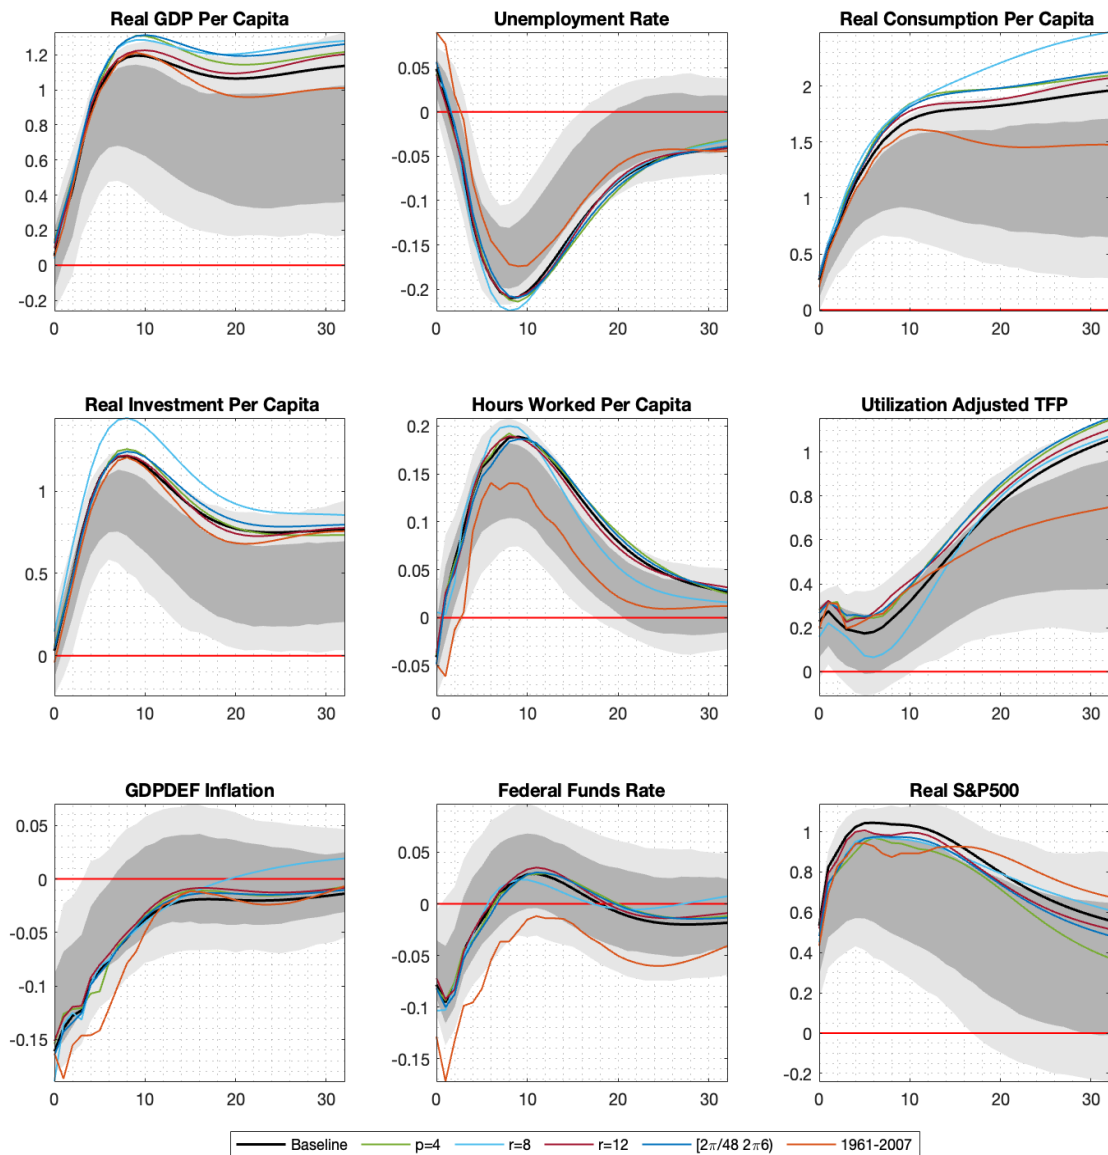 Real GDP Per Capita
Unemployment Rate
Real Consumption Per Capita
1.2
1
0.8
0.6
0.4
0.2
0
-0.2
0 10 20 30
0.05
0
-0.05
-0.1
-0.15
-0.2
0 10 20 30
2
1.5
1
0.5
0
0 10 20 30
Real Investment Per Capita
Hours Worked Per Capita
Utilization Adjusted TFP
1
0.5
0
0 10 20 30
0.2
0.15
0.1
0.05
0
-0.05
0 10 20 30
1
0.8
0.6
0.4
0.2
0
0 10 20 30
GDPDEF Inflation
Federal Funds Rate
Real S&P500
0.05
0
-0.05
-0.1
-0.15
0 10 20 30
0.05
0
-0.05
-0.1
-0.15
0 10 20 30
1
0.8
0.6
0.4
0.2
0
-0.2
0 10 20 30
Baseline p=4 r=8 r=12 [2π/48 2π6) 1961-2007